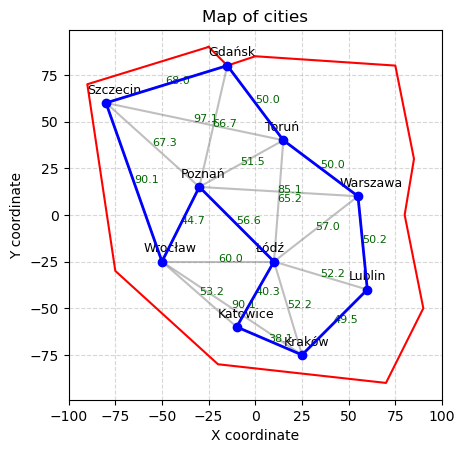 Map of cities
Gdańsk
Szczecin
68.0
50.0
97.1
66.7
Toruń
67.3
51.5
50.0
Poznań
Warszawa
90.1
85.1
65.2
44.7
56.6
57.0
50.2
Wrocław
Łódź
60.0
52.2
Lublin
53.2
40.3
90.1
52.2
Katowice
49.5
38.1
Kraków
75
50
25
0
−25
−50
−75
−100
−75
−50
−25
0
25
50
75
100
X coordinate
Y coordinate